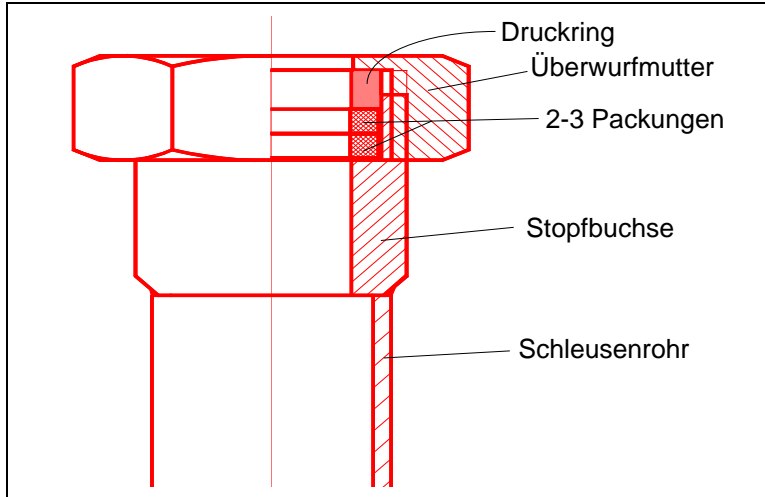 Druckring
Überwurfmutter
2-3 Packungen
Stopfbuchse
Schleusenrohr